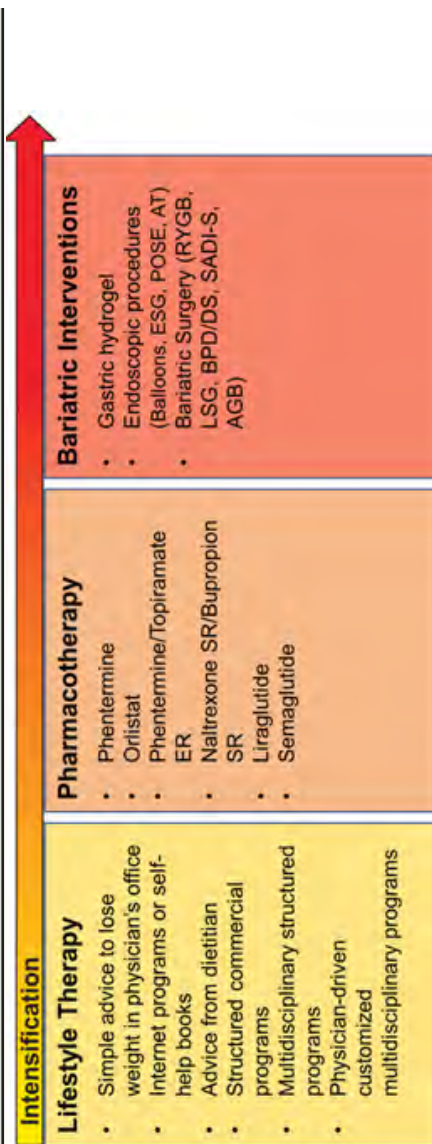 Intensification
Lifestyle Therapy
• Simple advice to lose
weight in physician's office
• Internet programs or self-
help books
• Advice from dietitian
• Structured commercial
programs
• Multidisciplinary structured
programs
• Physician-driven
customized
multidisciplinary programs
Pharmacotherapy
• Phentermine
• Orlistat
• Phentermine/Topiramate
ER
• Naltrexone SR/Bupropion
SR
• Liraglutide
• Semaglutide
Bariatric Interventions
• Gastric hydrogel
• Endoscopic procedures
(Balloons, ESG, POSE, AT)
• Bariatric Surgery (RYGB,
LSG, BPD/DS, SADI-S,
AGB)